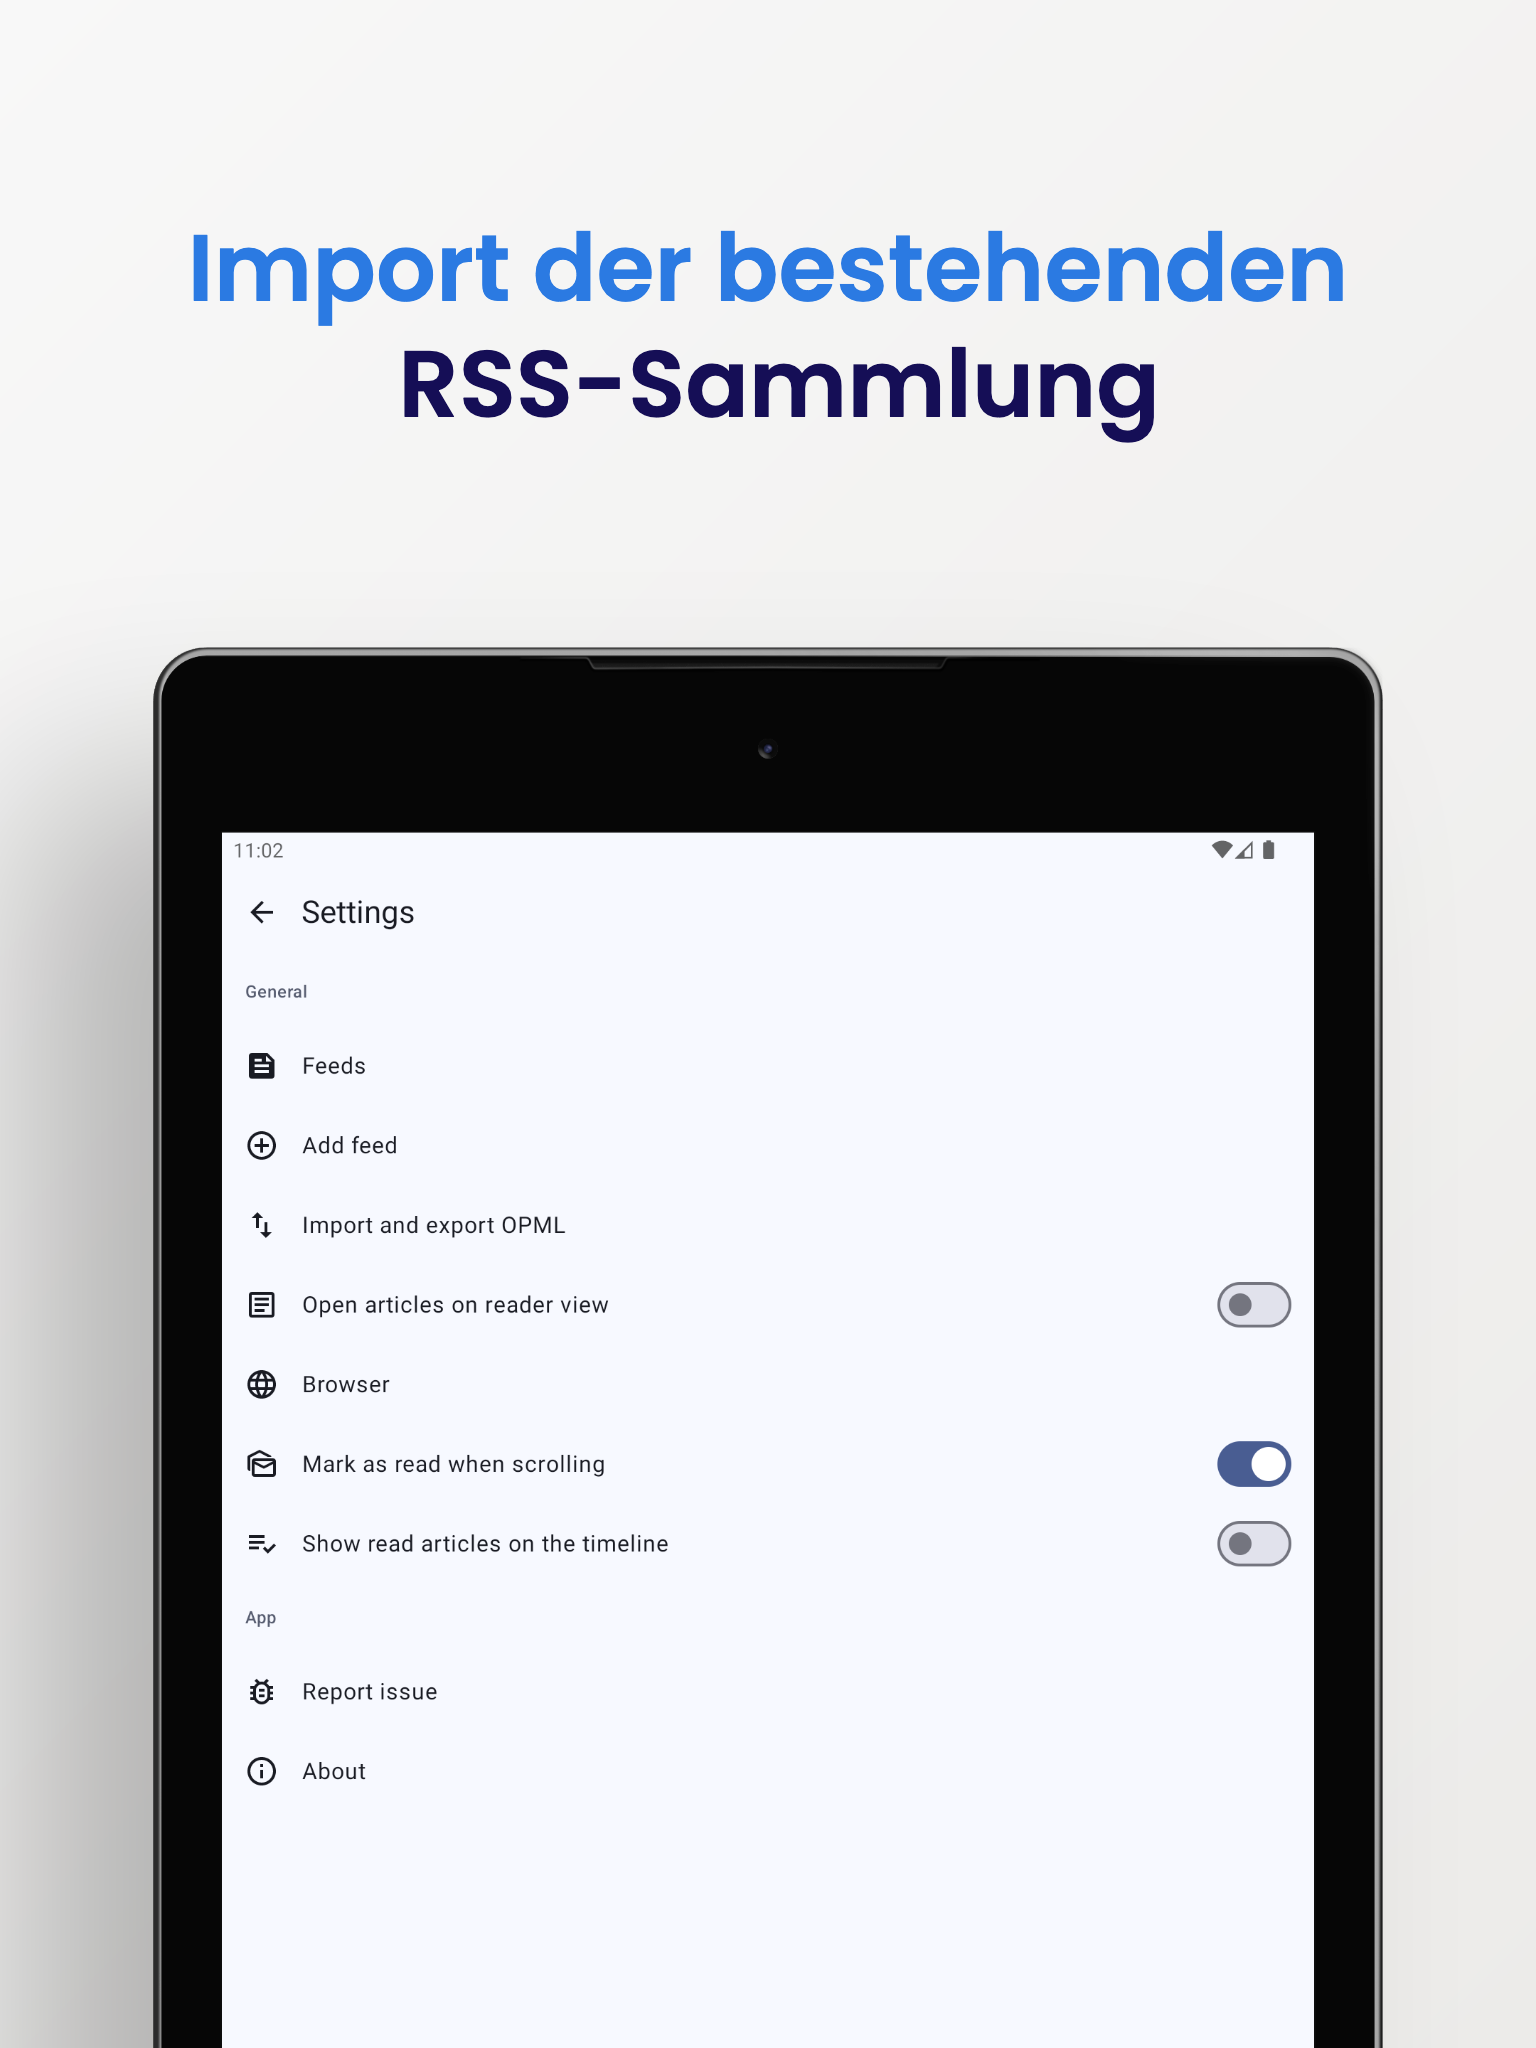 Import der bestehenden
RSS-Sammlung
11:02
Settings
General
Feeds
Add feed
Import and export OPML
Open articles on reader view
Browser
Mark as read when scrolling
Show read articles on the timeline
App
Report issue
About